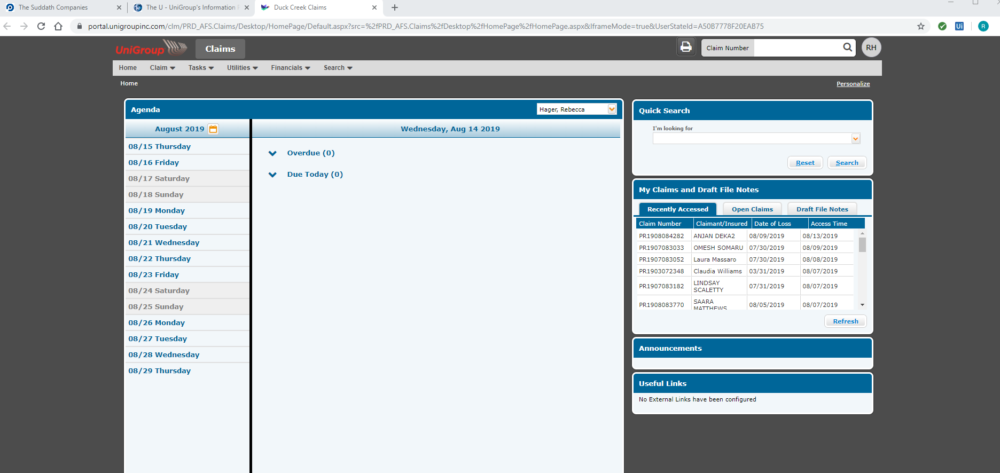 The Suddath Companies
The U - UniGroup's Information
Duck Creek Claims
portal.unigroupinc.com/clm/PRD_AFS.Claims/Desktop/HomePage/Default.aspx?src=%2fPRD_AFS.Claims%2fDesktop%2fHomePage%2fHomePage.aspx&IframeMode=true&UserStateId=A50B7778F20EAB75
Ui
R
UniGroup
Claims
Claim Number
RH
Home Claim Tasks Utilities Financials Search
Home
Personalize
Agenda
Hager, Rebecca
August 2019
Wednesday, Aug 14 2019
08/15 Thursday
08/16 Friday
08/17 Saturday
08/18 Sunday
08/19 Monday
08/20 Tuesday
08/21 Wednesday
08/22 Thursday
08/23 Friday
08/24 Saturday
08/25 Sunday
08/26 Monday
08/27 Tuesday
08/28 Wednesday
08/29 Thursday
Overdue (0)
Due Today (0)
Quick Search
I'm looking for
Reset Search
My Claims and Draft File Notes
Recently Accessed Open Claims Draft File Notes
Claim Number Claimant/Insured Date of Loss Access Time
PR1908084282 ANJAN DEKA2 08/09/2019 08/13/2019
PR1907083033 OMESH SOMARU 07/30/2019 08/09/2019
PR1907083052 Laura Massaro 07/30/2019 08/08/2019
PR1903072348 Claudia Williams 03/31/2019 08/07/2019
PR1907083182 LINDSAY SCALETTY 07/31/2019 08/07/2019
PR1908083770 SAARA MATTHEWS 08/05/2019 08/07/2019
Refresh
Announcements
Useful Links
No External Links have been configured